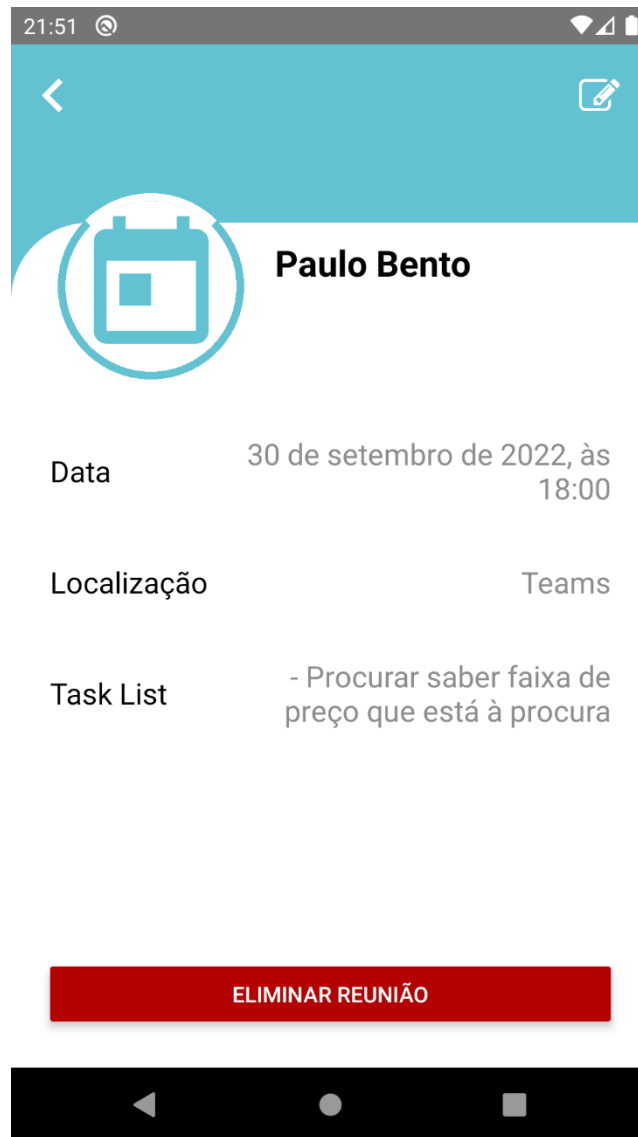 21:51
Paulo Bento
Data
30 de setembro de 2022, às
18:00
Localização
Teams
Task List
- Procurar saber faixa de
preço que está à procura
ELIMINAR REUNIÃO